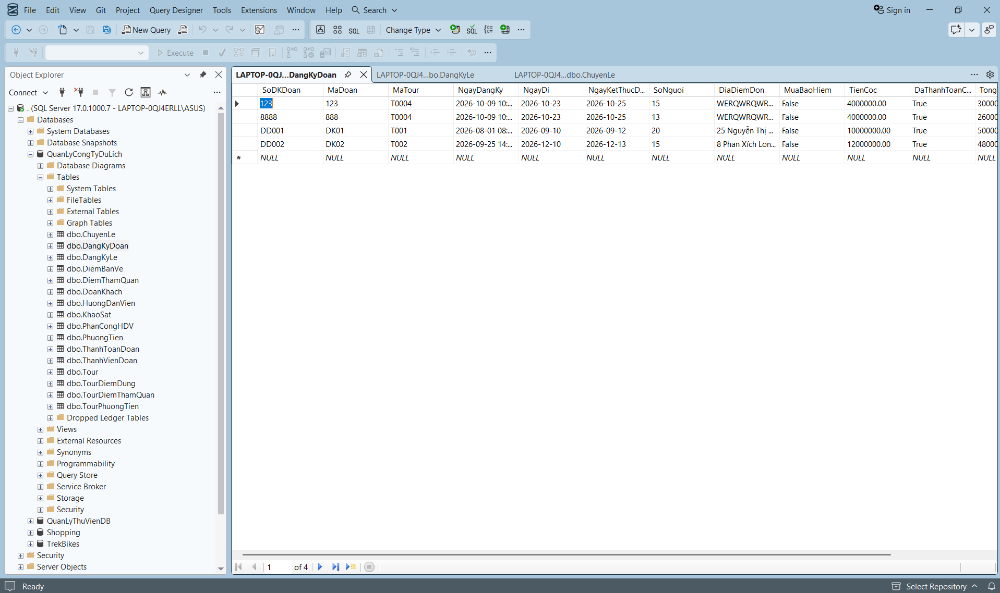 File Edit View Git Project Query Designer Tools Extensions Window Help Search Sign in
New Query SQL Change Type SQL
Execute
Object Explorer
Connect
. (SQL Server 17.0.1000.7 - LAPTOP-0QJ4ERLL\ASUS)
Databases
System Databases
Database Snapshots
QuanLyCongTyDuLich
Database Diagrams
Tables
System Tables
FileTables
External Tables
Graph Tables
dbo.ChuyenLe
dbo.DangKyDoan
dbo.DangKyLe
dbo.DiemBanVe
dbo.DiemThamQuan
dbo.DoanKhach
dbo.HuongDanVien
dbo.KhaoSat
dbo.PhanCongHDV
dbo.PhuongTien
dbo.ThanhToanDoan
dbo.ThanhVienDoan
dbo.Tour
dbo.TourDiemDung
dbo.TourDiemThamQuan
dbo.TourPhuongTien
Dropped Ledger Tables
Views
External Resources
Synonyms
Programmability
Query Store
Service Broker
Storage
Security
QuanLyThuVienDB
Shopping
TrekBikes
Security
Server Objects
LAPTOP-0QJ...DangKyDoan LAPTOP-0QJ4...bo.DangKyLe LAPTOP-0QJ4...dbo.ChuyenLe
SoDKDoan MaDoan MaTour NgayDangKy NgayDi NgayKetThucD... SoNguoi DiaDiemDon MuaBaoHiem TienCoc DaThanhToanC... Tong
123 123 T0004 2026-10-09 10:... 2026-10-23 2026-10-25 15 WERQWRQWR... False 4000000.00 True 30000
8888 888 T0004 2026-10-09 10:... 2026-10-23 2026-10-25 13 WERQWRQWR... False 4000000.00 True 26000
DD001 DK01 T001 2026-08-01 08:... 2026-09-10 2026-09-12 20 25 Nguyễn Thị ... False 10000000.00 True 50000
DD002 DK02 T002 2026-09-25 14:... 2026-12-10 2026-12-13 15 8 Phan Xích Lon... False 12000000.00 True 48000
NULL NULL NULL NULL NULL NULL NULL NULL NULL NULL NULL NULL
1 of 4
Ready Select Repository